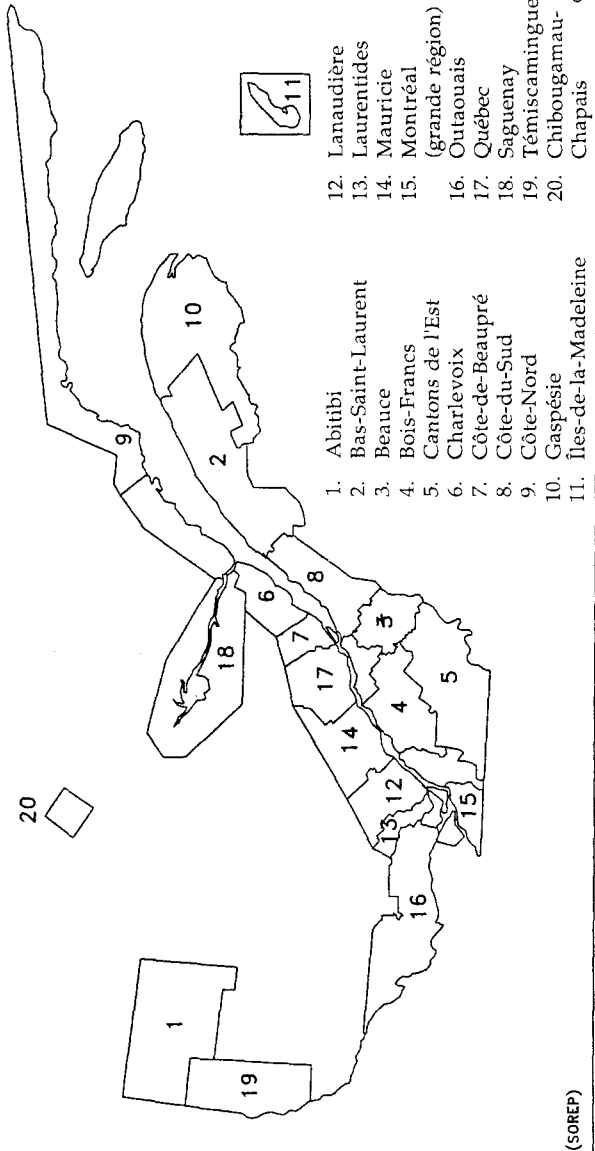 20
9
11
1
18
10
2
19
6
7
8
17
14
3
12
13
4
16
5
15
1. Abitibi
2. Bas-Saint-Laurent
3. Beauce
4. Bois-Francs
5. Cantons de l'Est
6. Charlevoix
7. Côte-de-Beaupré
8. Côte-du-Sud
9. Côte-Nord
10. Gaspésie
11. Îles-de-la-Madeleine
12. Lanaudière
13. Laurentides
14. Mauricie
15. Montréal
(grande région)
16. Outaouais
17. Québec
18. Saguenay
19. Témiscamingue
20. Chibougamau-
Chapais
(SOREP)